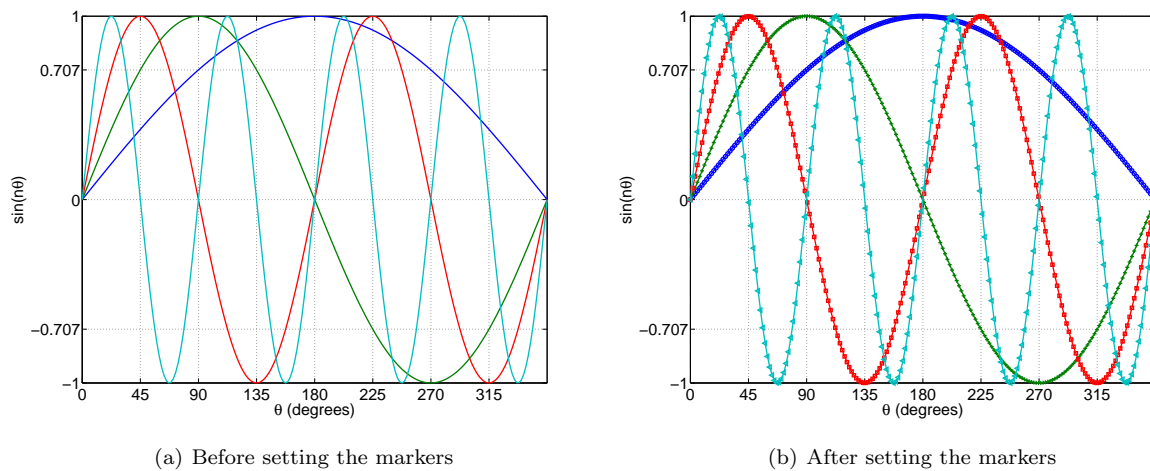 1
0.707
0
−0.707
−1
sin(nθ)
0 45 90 135 180 225 270 315
θ (degrees)
(a) Before setting the markers
1
0.707
0
−0.707
−1
sin(nθ)
0 45 90 135 180 225 270 315
θ (degrees)
(b) After setting the markers